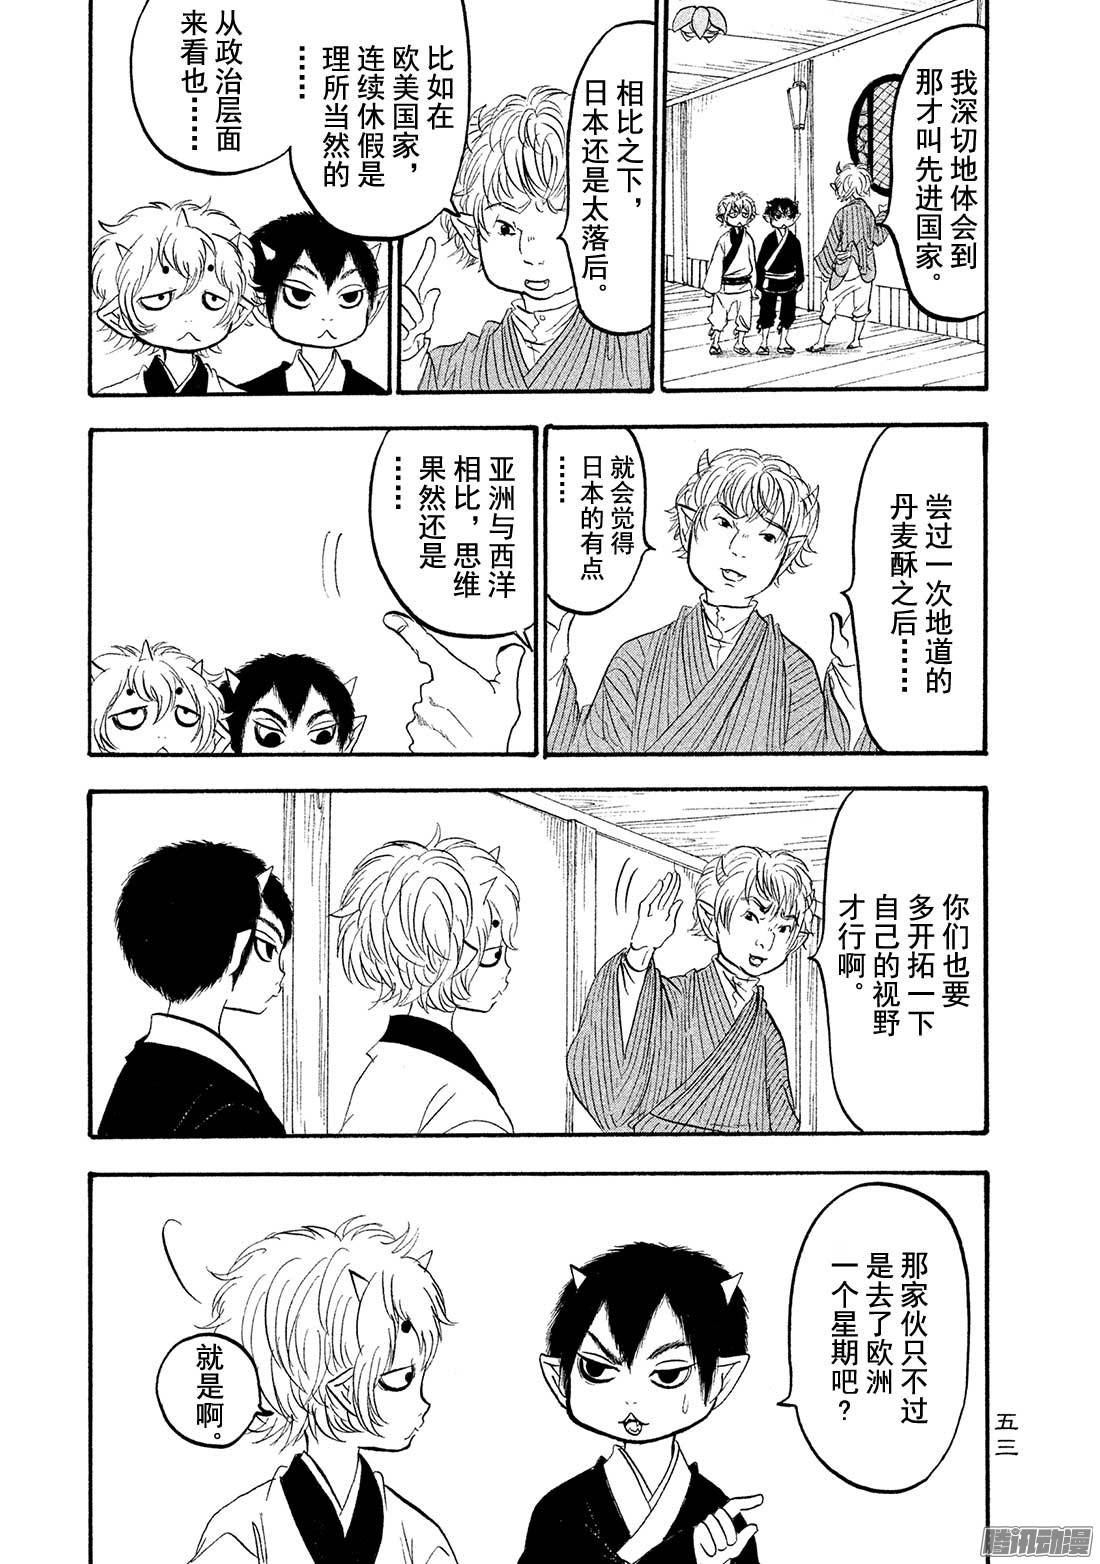 我深切地体会到
那才叫先进国家。
相比之下，
日本还是太落后。
比如在
欧美国家，
连续休假是
理所当然的
……
从政治层面
来看也……
尝过一次地道的
丹麦酥之后……
就会觉得
日本的有点
……
亚洲与西洋
相比，思维
果然还是
……
你们也要
多开拓一下
自己的视野
才行啊。
那家伙只不过
是去了欧洲
一个星期吧？
就是啊。
五三
腾讯动漫